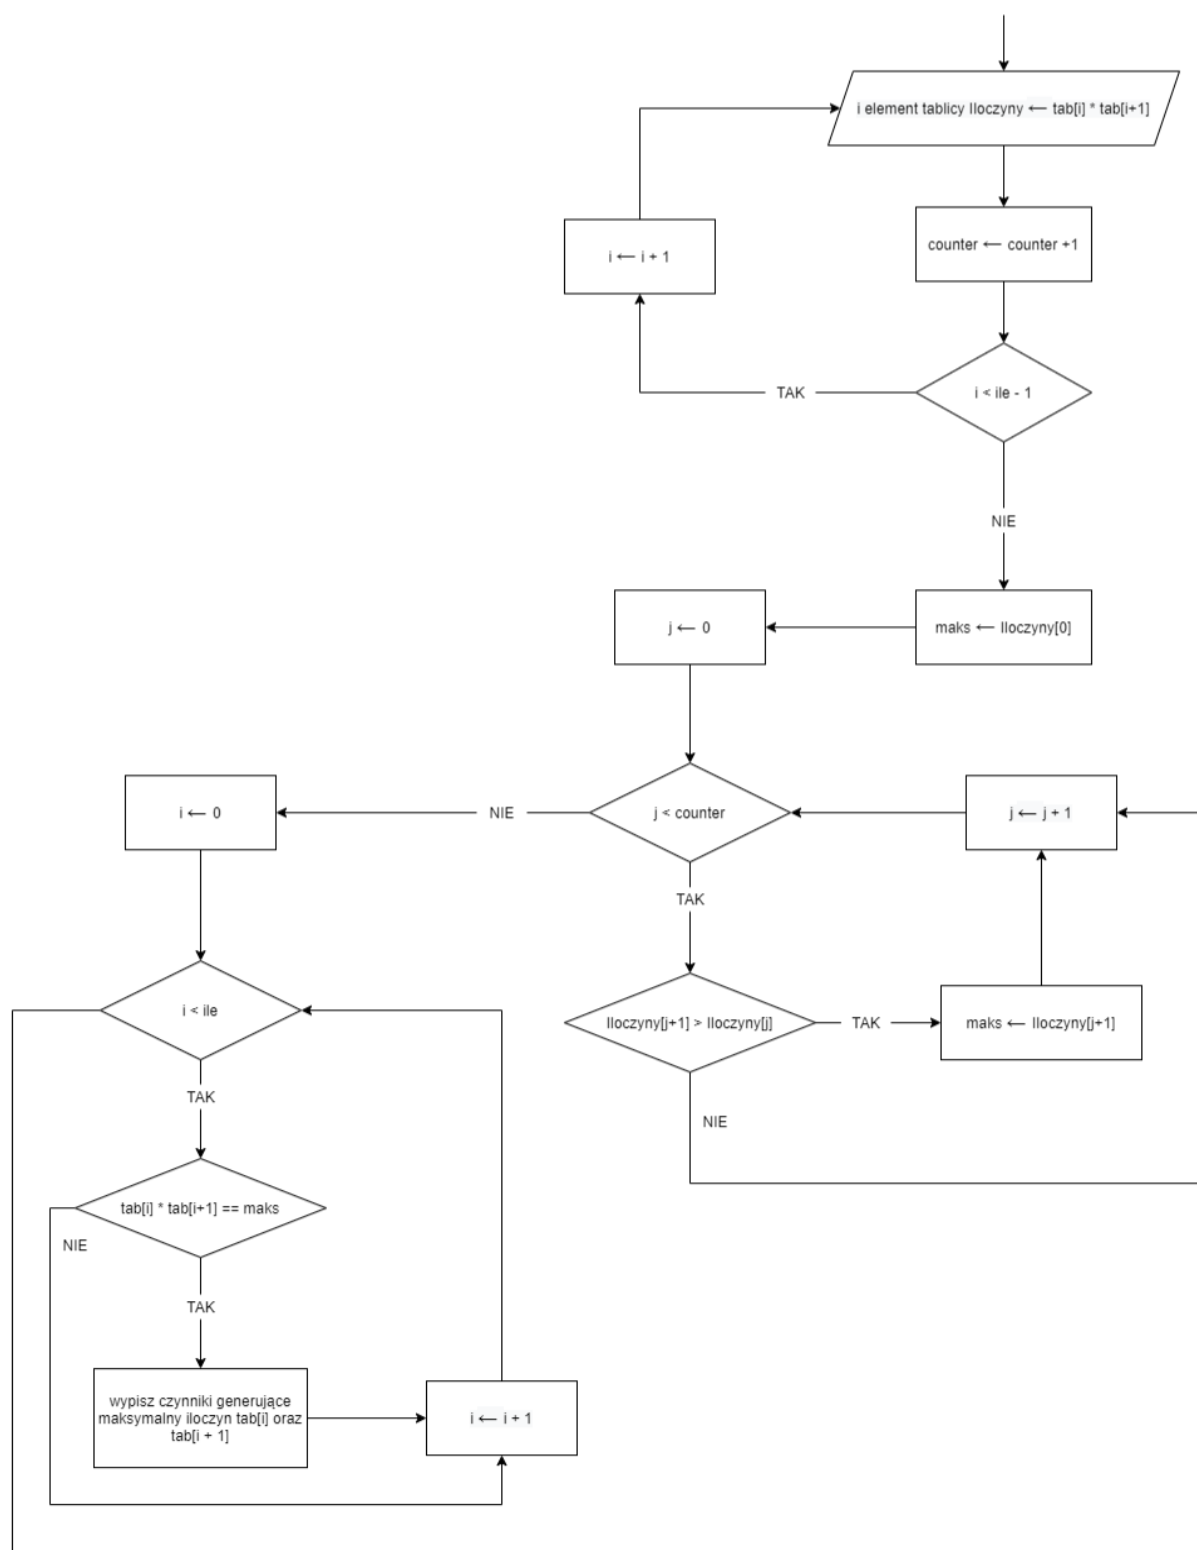 i element tablicy Iloczyny ← tab[i] * tab[i+1]
i ← i + 1
counter ← counter +1
TAK
i < ile - 1
NIE
j ← 0
maks ← Iloczyny[0]
i ← 0
NIE
j < counter
j ← j + 1
TAK
i < ile
Iloczyny[j+1] > Iloczyny[j]
TAK
maks ← Iloczyny[j+1]
TAK
NIE
tab[i] * tab[i+1] == maks
NIE
TAK
wypisz czynniki generujące
maksymalny iloczyn tab[i] oraz
tab[i + 1]
i ← i + 1